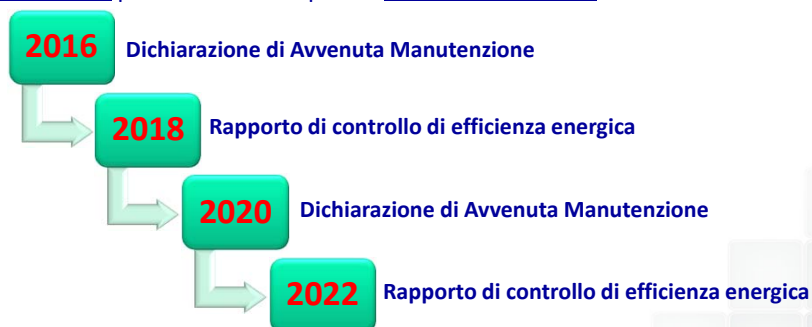 2016 Dichiarazione di Avvenuta Manutenzione
2018 Rapporto di controllo di efficienza energica
2020 Dichiarazione di Avvenuta Manutenzione
2022 Rapporto di controllo di efficienza energica